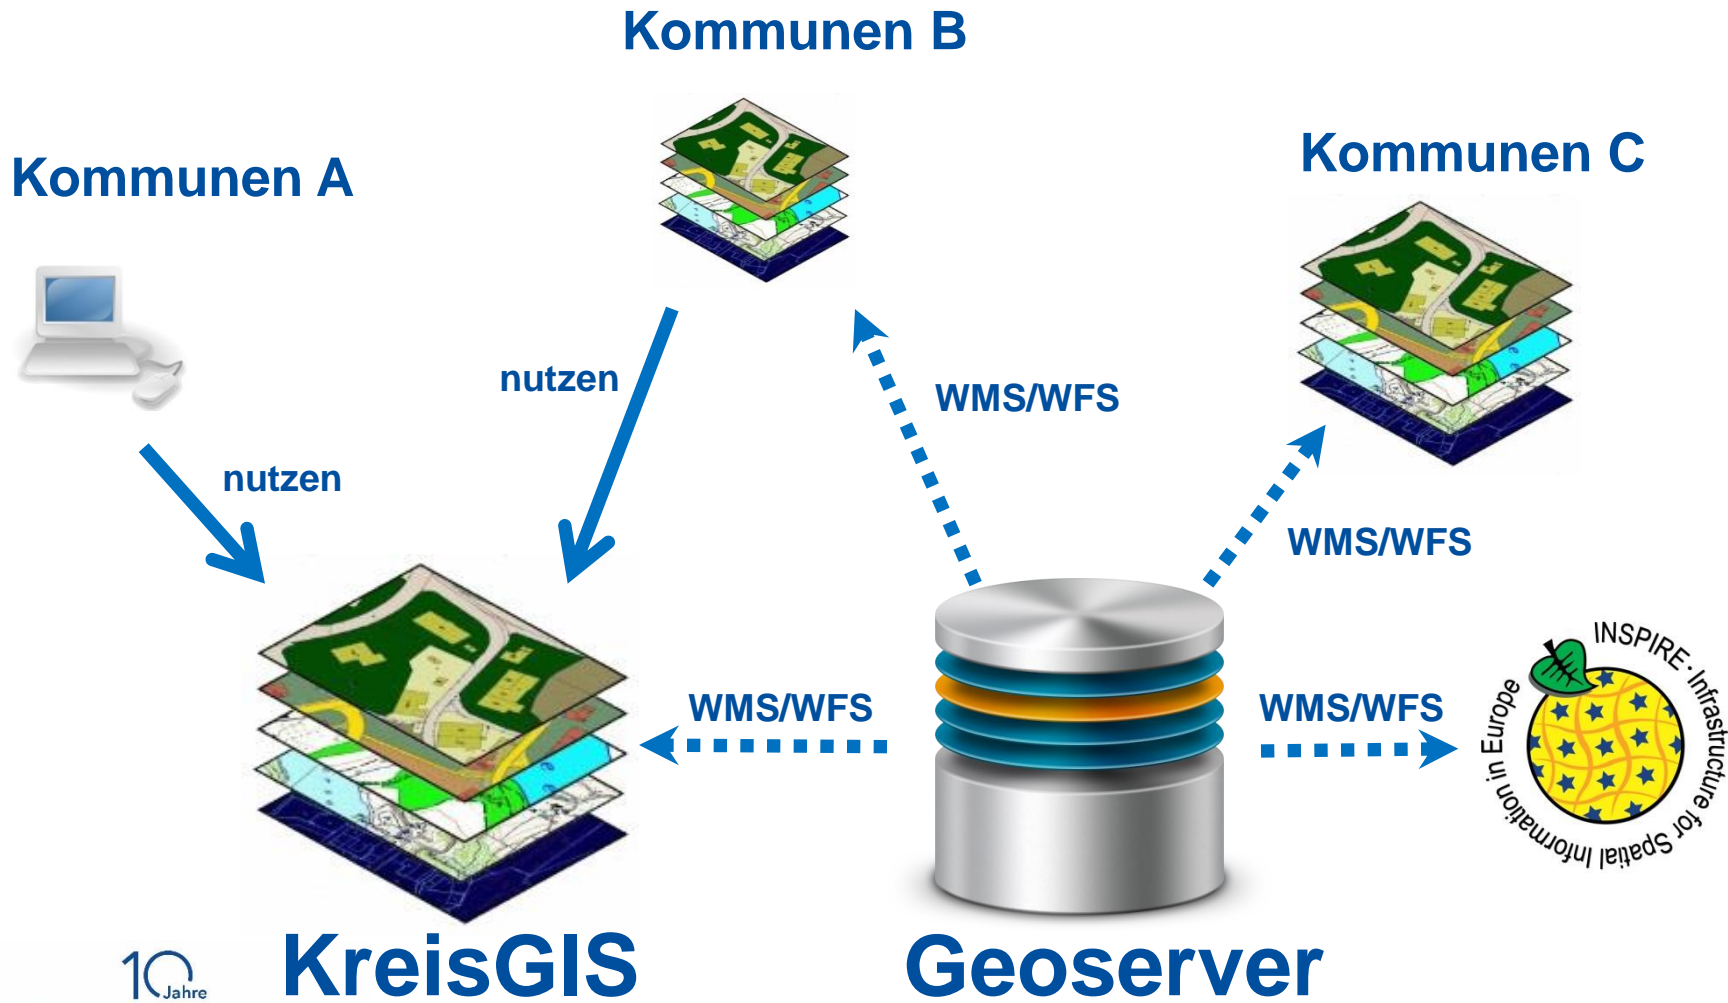 Kommunen B
Kommunen A
Kommunen C
nutzen
WMS/WFS
nutzen
WMS/WFS
WMS/WFS
WMS/WFS
INSPIRE · Infrastructure for Spatial Information in Europe
KreisGIS
Geoserver
10 Jahre